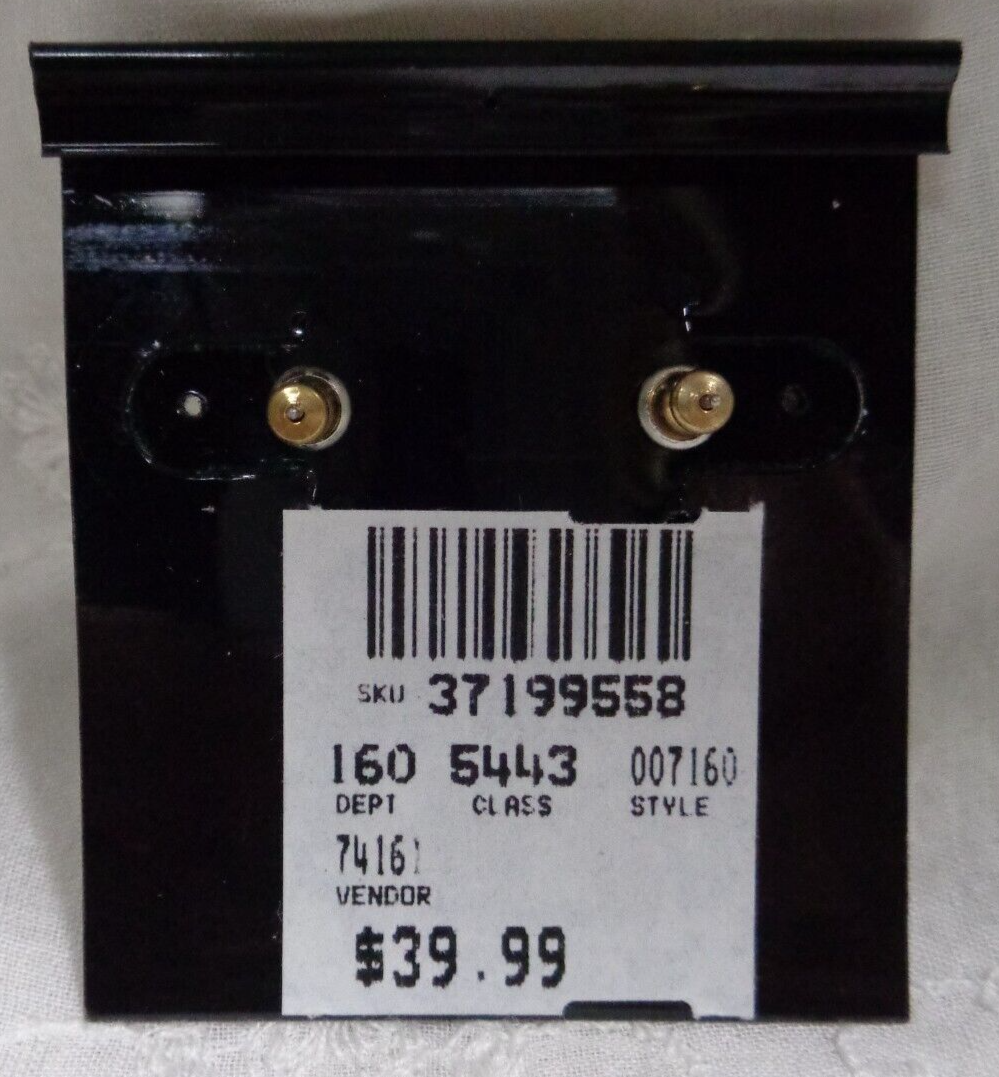 SKU 37199558
160 5443 007160
DEPT CLASS STYLE
74161
VENDOR
$39.99